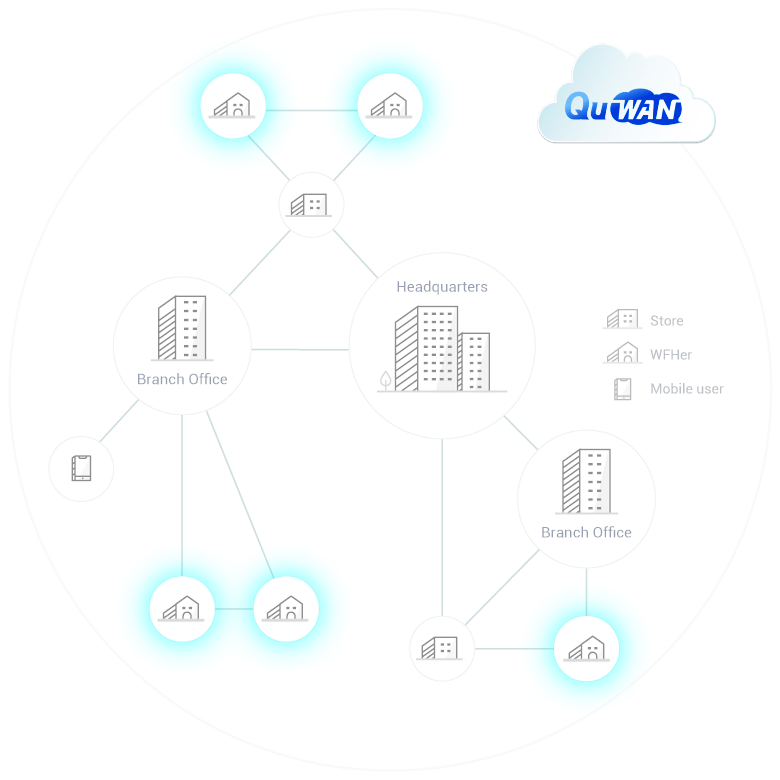 QuWAN
Headquarters
Store
WFHer
Branch Office
Mobile user
Branch Office